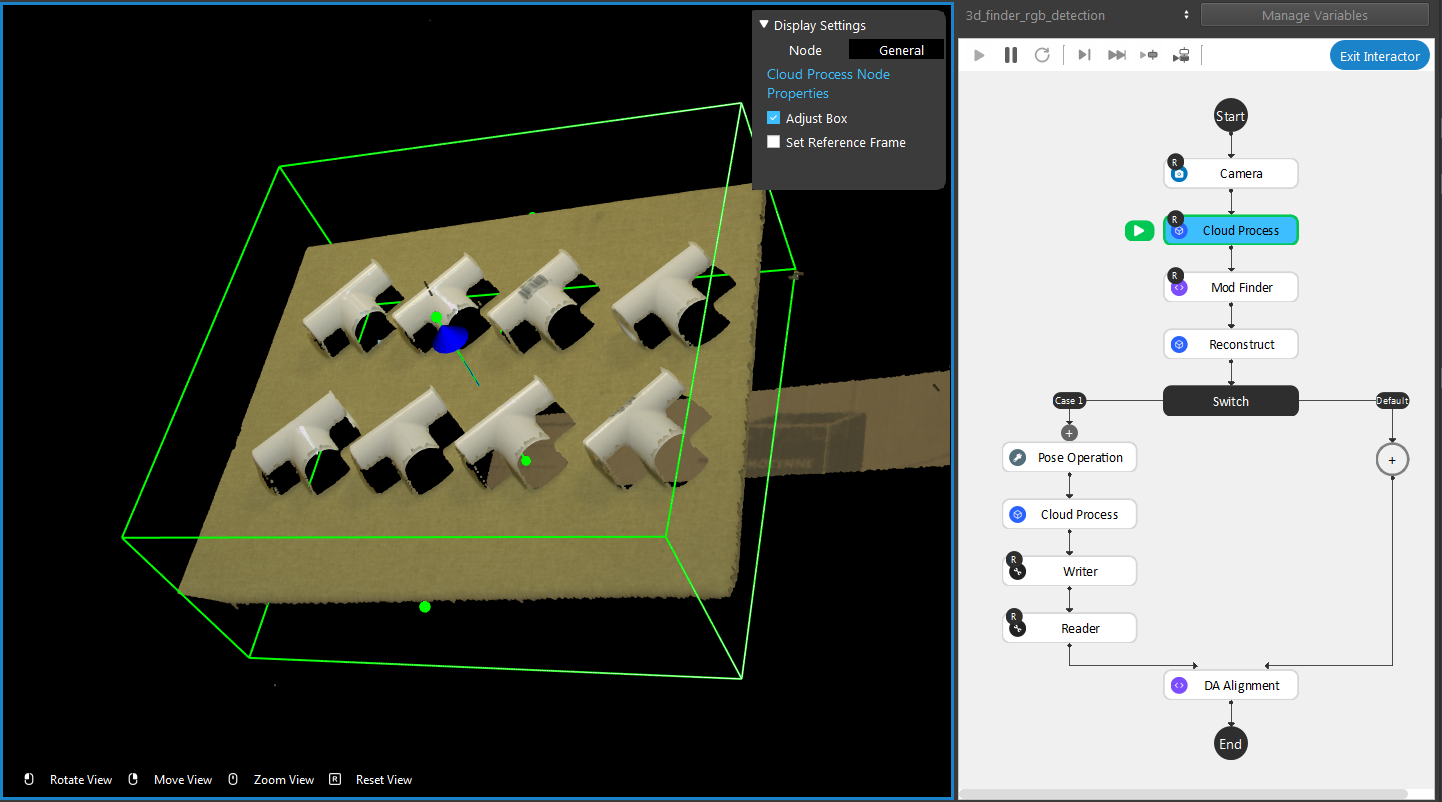 Display Settings
Node General
Cloud Process Node
Properties
Adjust Box
Set Reference Frame
Rotate View Move View Zoom View R Reset View
3d_finder_rgb_detection Manage Variables
Exit Interactor
Start
R
Camera
R
Cloud Process
R
Mod Finder
Reconstruct
Case 1 Switch Default
+
Pose Operation +
Cloud Process
R
Writer
R
Reader
DA Alignment
End